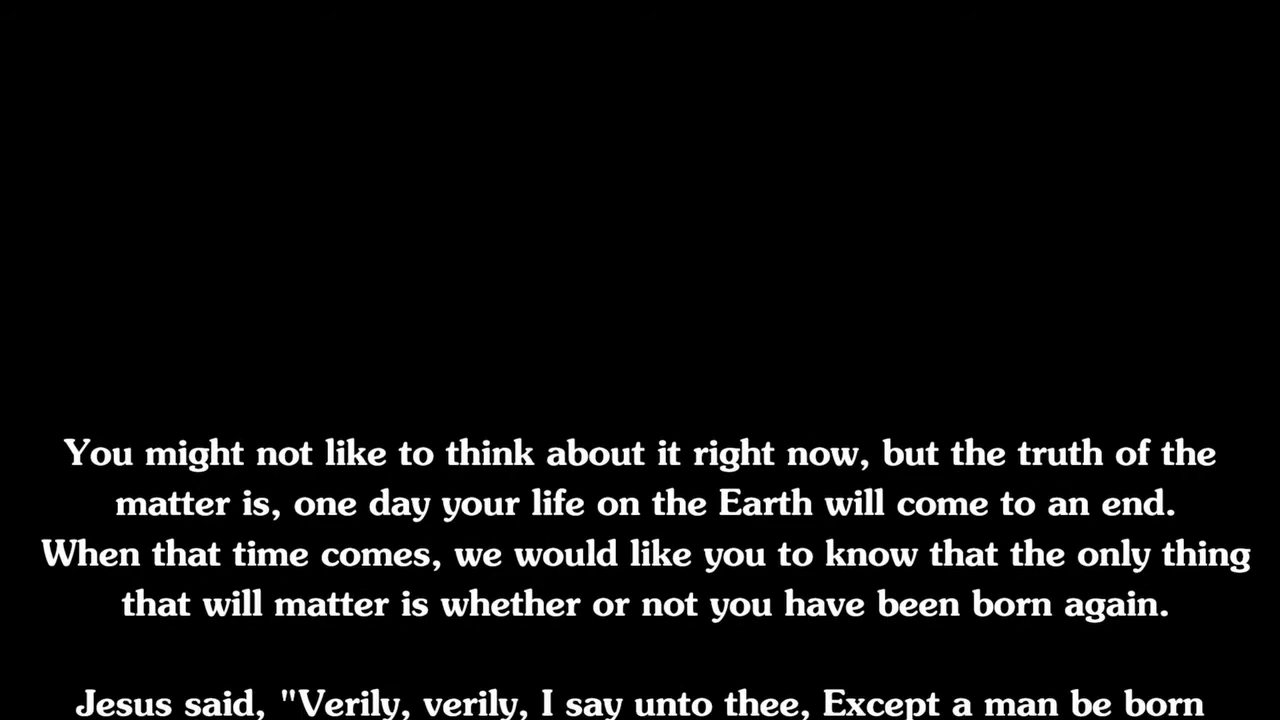 You might not like to think about it right now, but the truth of the
matter is, one day your life on the Earth will come to an end.
When that time comes, we would like you to know that the only thing
that will matter is whether or not you have been born again.
Jesus said, "Verily, verily, I say unto thee, Except a man be born